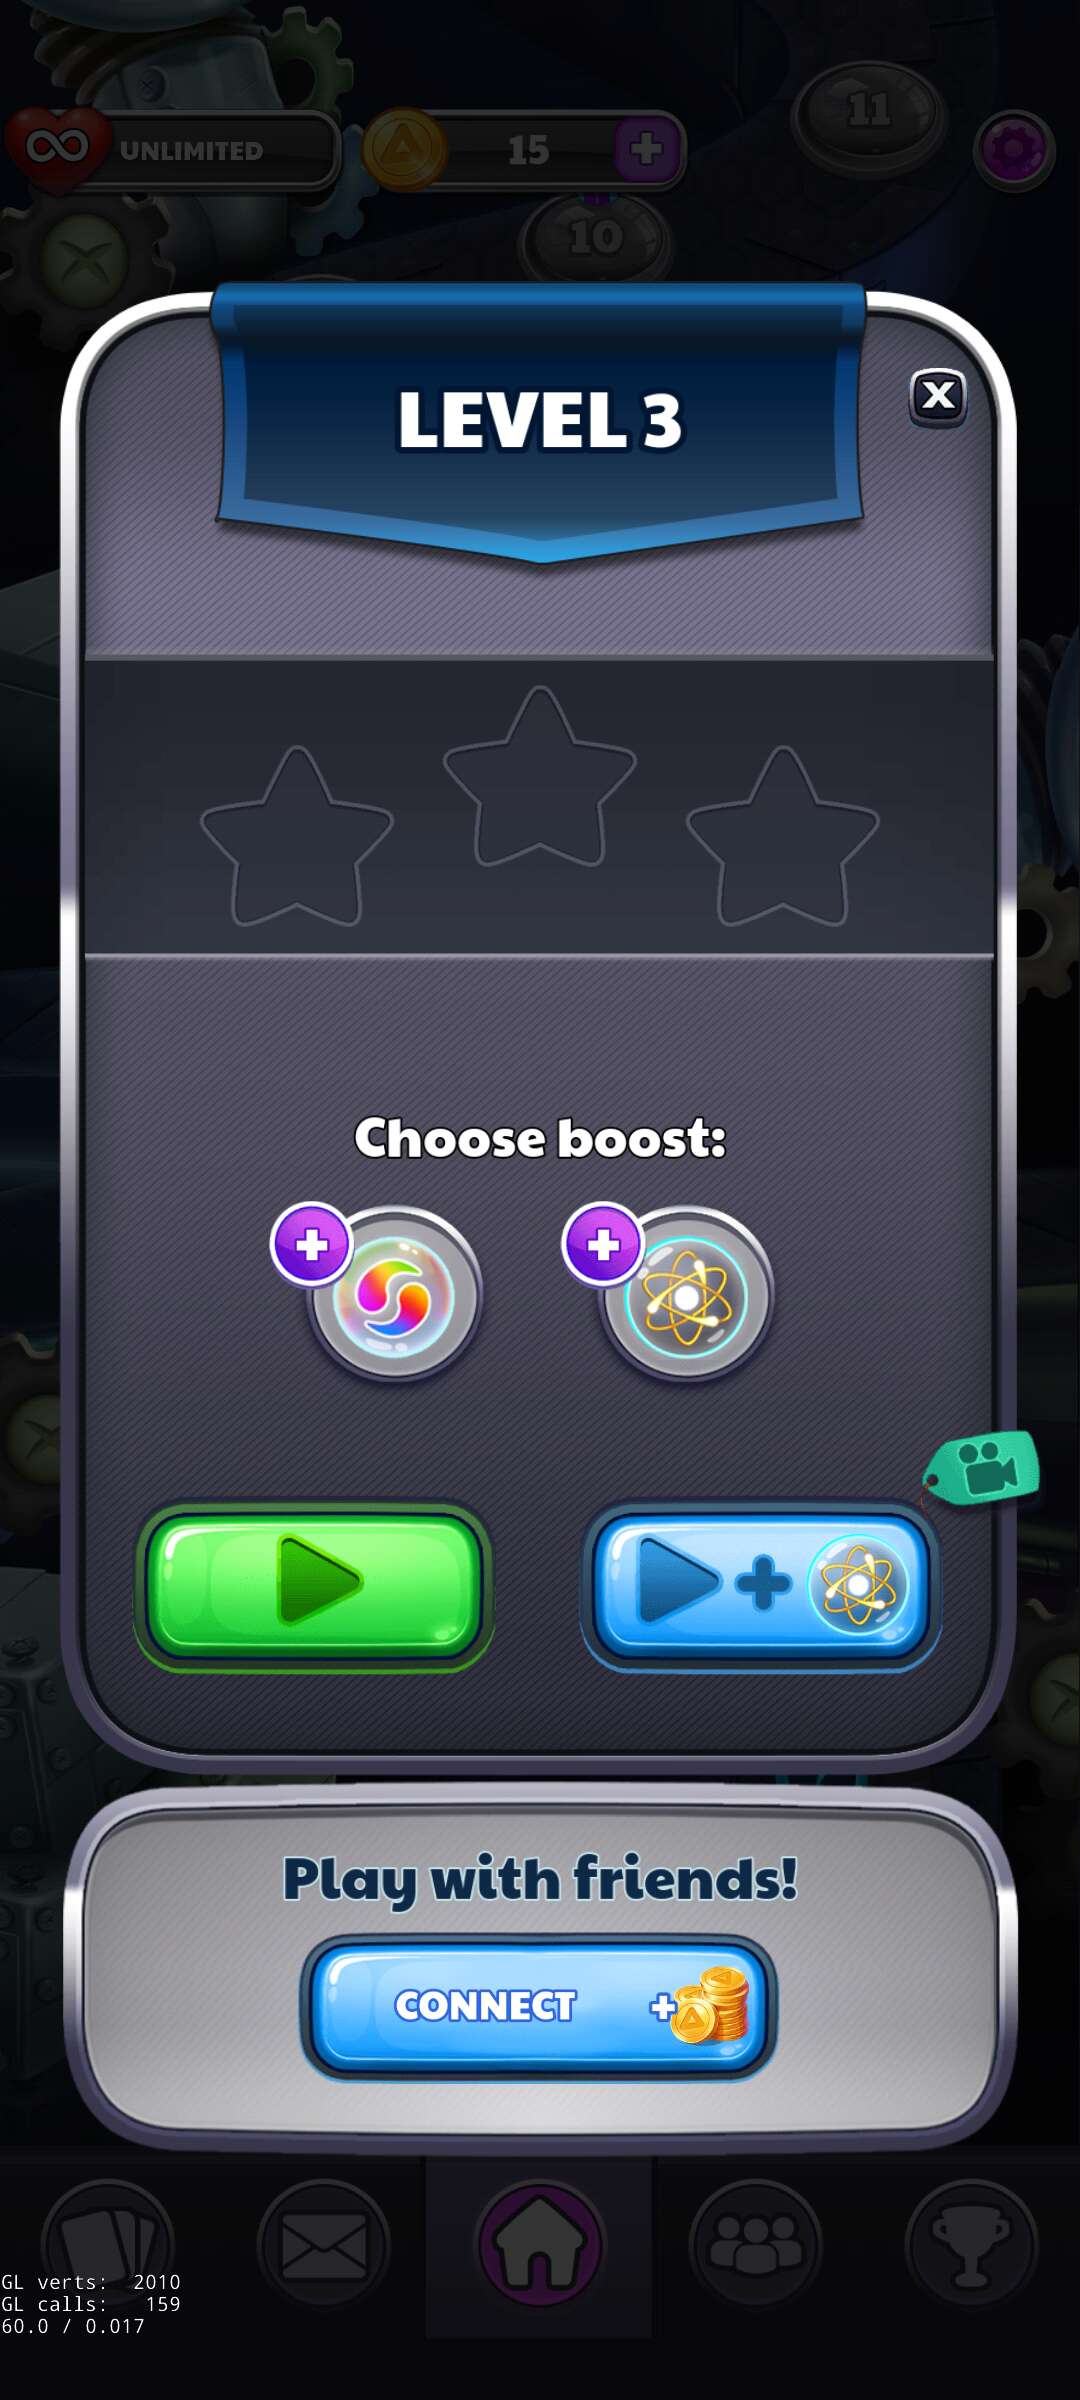 UNLIMITED
15
11
10
LEVEL 3
X
Choose boost:
Play with friends!
CONNECT +
GL verts: 2010
GL calls: 159
60.0 / 0.017